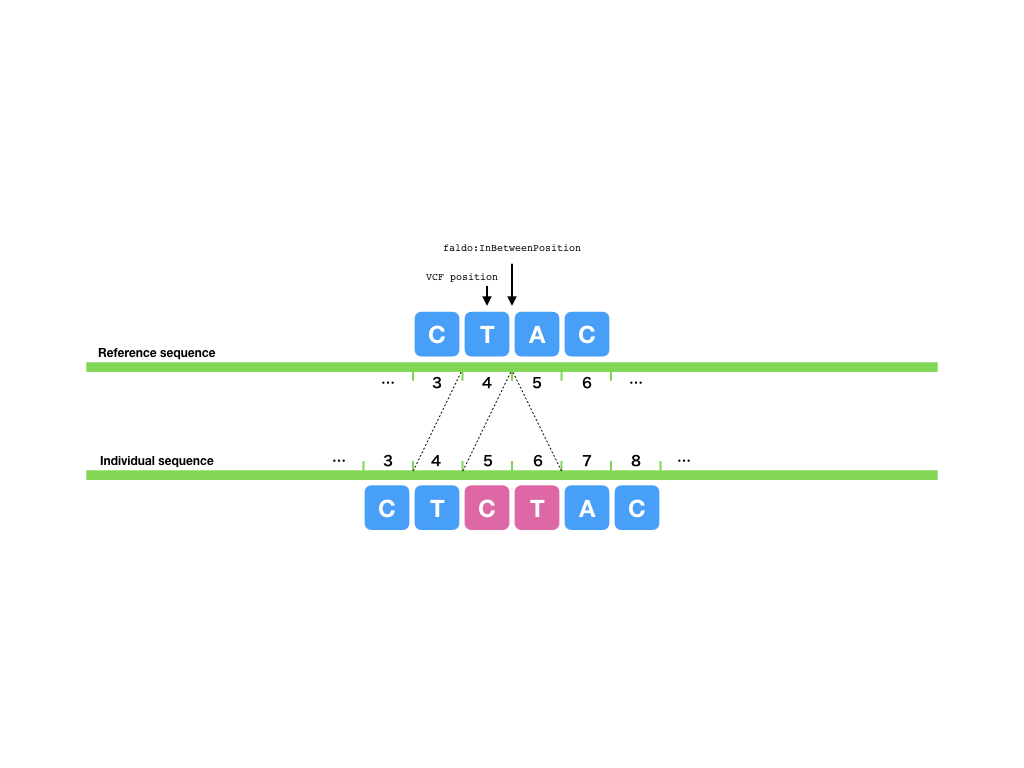 faldo:InBetweenPosition
VCF position
C T A C
Reference sequence
... 3 4 5 6 ...
Individual sequence ... 3 4 5 6 7 8 ...
C T C T A C